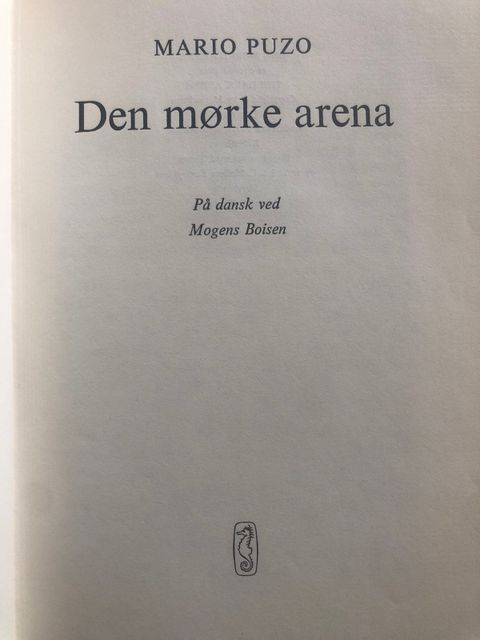 MARIO PUZO
Den mørke arena
På dansk ved
Mogens Boisen